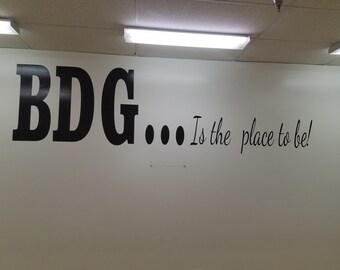 BDG... Is the place to be!